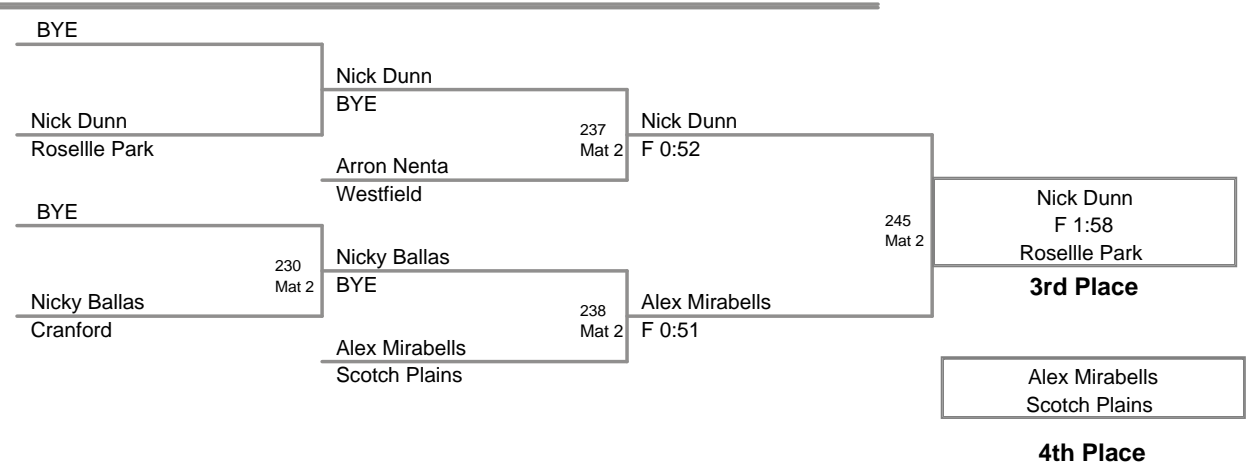 BYE
Nick Dunn
BYE
Nick Dunn
Rosellle Park
237
Mat 2
Nick Dunn
F 0:52
Arron Nenta
Westfield
BYE
Nick Dunn
F 1:58
Rosellle Park
3rd Place
245
Mat 2
230
Mat 2
Nicky Ballas
BYE
Nicky Ballas
Cranford
238
Mat 2
Alex Mirabells
F 0:51
Alex Mirabells
Scotch Plains
Alex Mirabells
Scotch Plains
4th Place